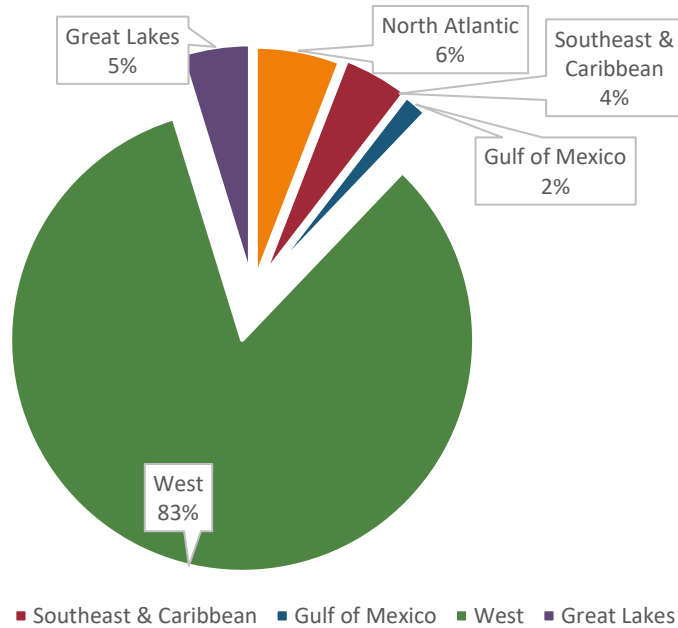 Great Lakes
5%
North Atlantic
6%
Southeast &
Caribbean
4%
Gulf of Mexico
2%
West
83%
Southeast & Caribbean Gulf of Mexico West Great Lakes